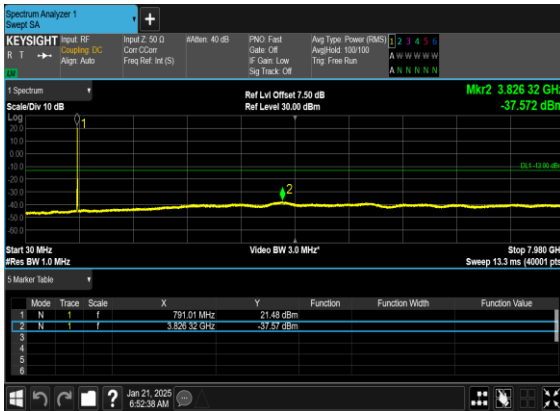 Spectrum Analyzer 1
Swept SA
+
KEYSIGHT Input: RF Input Z: 50 Ω #Atten: 40 dB PNO: Fast Avg Type: Power (RMS) 1 2 3 4 5 6
R T Coupling: DC Corr CCorr Gate: Off Avg|Hold: 100/100 A W W W W W
Align: Auto Freq Ref: Int (S) IF Gain: Low Trig: Free Run
Sig Track: Off A N N N N N
1 Spectrum Ref Lvl Offset 7.50 dB Mkr2 3.826 32 GHz
Scale/Div 10 dB Ref Level 30.00 dBm -37.572 dBm
Log
20.0
10.0
0.00
-10.0
-20.0
-30.0
-40.0
-50.0
-60.0
1
DL1 -13.00 dBm
2
Start 30 MHz Video BW 3.0 MHz* Stop 7.980 GHz
#Res BW 1.0 MHz Sweep 13.3 ms (40001 pts)
5 Marker Table
Mode Trace Scale X Y Function Function Width Function Value
1 N 1 f 791.01 MHz 21.48 dBm
2 N 1 f 3.826 32 GHz -37.57 dBm
3
4
5
6
? Jan 21, 2025
6:52:38 AM